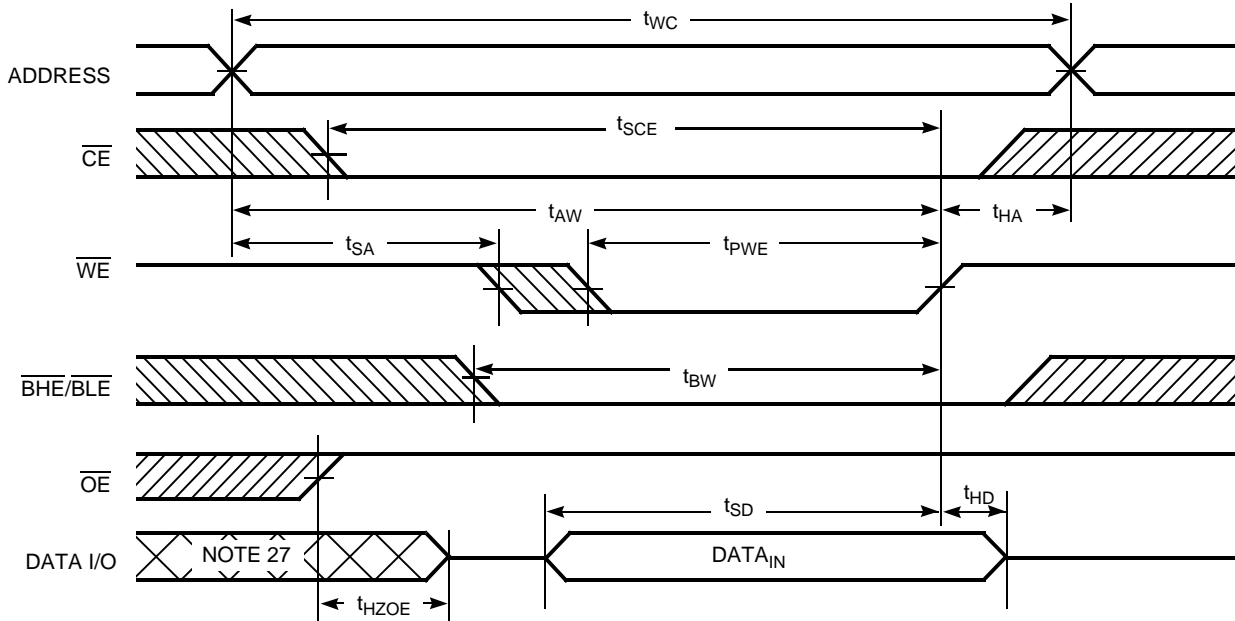 tWC
ADDRESS
tSCE
CE
tAW
tHA
tSA
tPWE
WE
tBW
BHE/BLE
OE
tSD
tHD
DATA I/O
NOTE 27
DATAIN
tHZOE